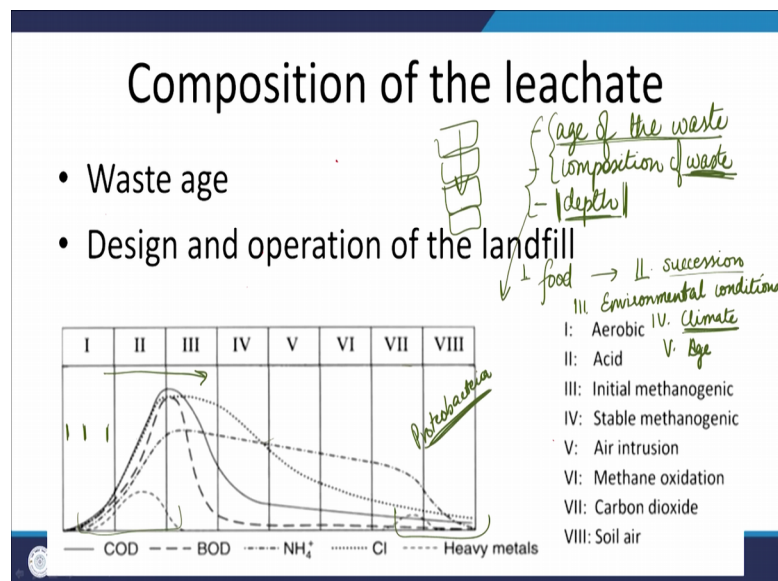 Composition of the leachate
age of the waste
composition of waste
depth
• Waste age
• Design and operation of the landfill
I food → II. succession
III. Environmental conditions
IV. Climate
V. Age
I II III IV V VI VII VIII
Proteobacteria
I: Aerobic
II: Acid
III: Initial methanogenic
IV: Stable methanogenic
V: Air intrusion
VI: Methane oxidation
VII: Carbon dioxide
VIII: Soil air
COD BOD NH₄⁺ Cl Heavy metals